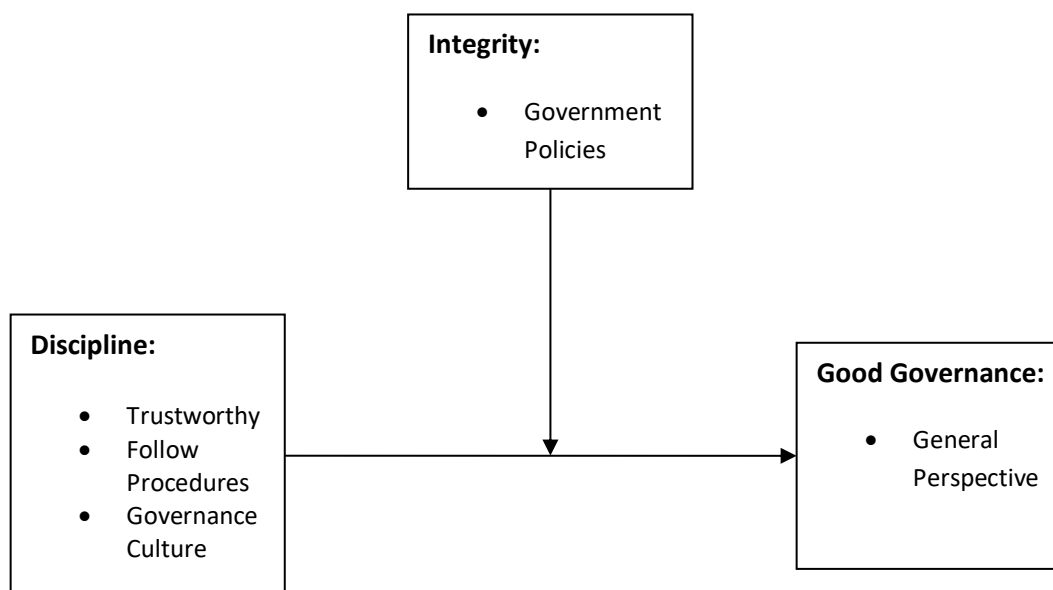 Integrity:
• Government
Policies
Discipline:
• Trustworthy
• Follow
Procedures
• Governance
Culture
Good Governance:
• General
Perspective